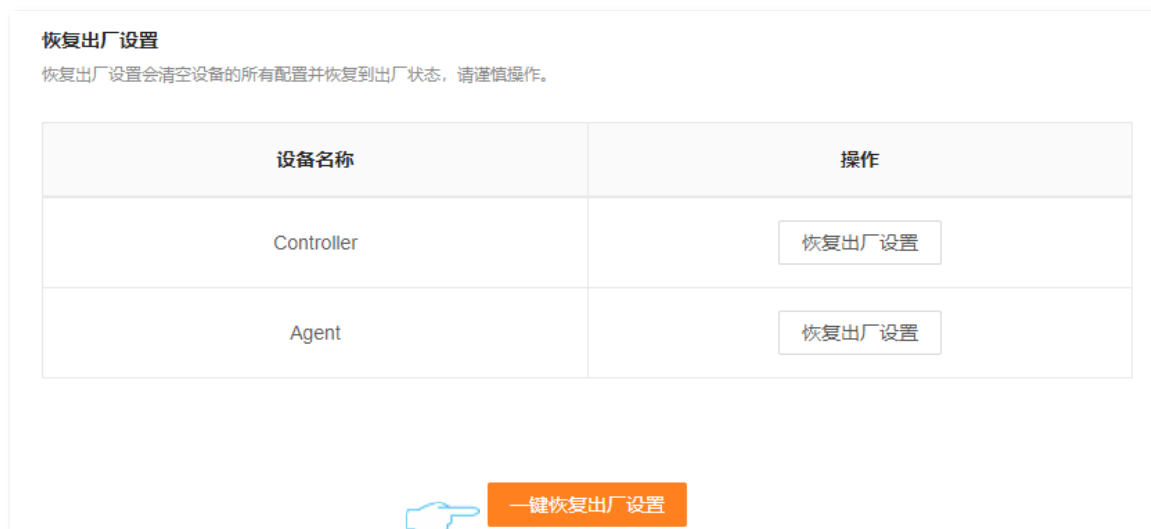 恢复出厂设置
恢复出厂设置会清空设备的所有配置并恢复到出厂状态，请谨慎操作。
设备名称 操作
Controller 恢复出厂设置
Agent 恢复出厂设置
一键恢复出厂设置